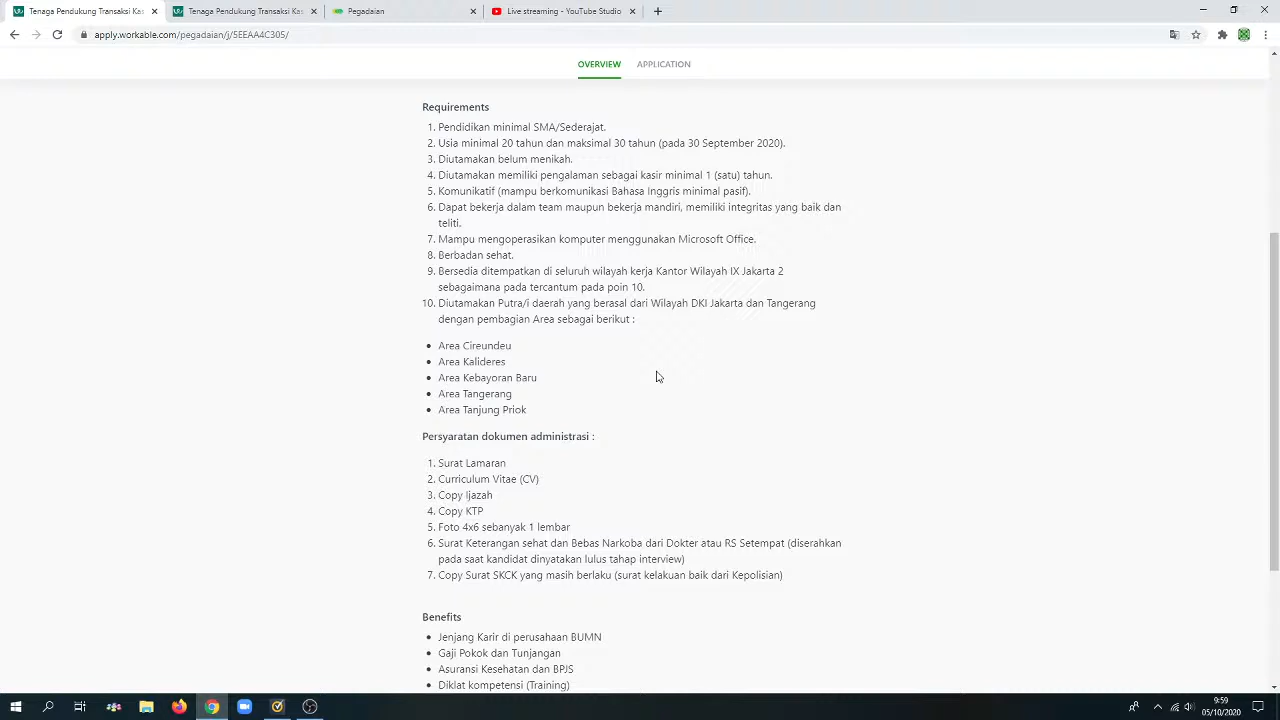 Tenaga Pendukung Transaksi Kas
Tenaga Pendukung Transaksi Kas
Pegadaian
Live streaming - YouTube Studio
apply.workable.com/pegadaian/j/5EEAA4C305/
OVERVIEW
APPLICATION
Requirements
1. Pendidikan minimal SMA/Sederajat.
2. Usia minimal 20 tahun dan maksimal 30 tahun (pada 30 September 2020).
3. Diutamakan belum menikah.
4. Diutamakan memiliki pengalaman sebagai kasir minimal 1 (satu) tahun.
5. Komunikatif (mampu berkomunikasi Bahasa Inggris minimal pasif).
6. Dapat bekerja dalam team maupun bekerja mandiri, memiliki integritas yang baik dan
teliti.
7. Mampu mengoperasikan komputer menggunakan Microsoft Office.
8. Berbadan sehat.
9. Bersedia ditempatkan di seluruh wilayah kerja Kantor Wilayah IX Jakarta 2
sebagaimana pada tercantum pada poin 10.
10. Diutamakan Putra/i daerah yang berasal dari Wilayah DKI Jakarta dan Tangerang
dengan pembagian Area sebagai berikut :
• Area Cireundeu
• Area Kalideres
• Area Kebayoran Baru
• Area Tangerang
• Area Tanjung Priok
Persyaratan dokumen administrasi :
1. Surat Lamaran
2. Curriculum Vitae (CV)
3. Copy Ijazah
4. Copy KTP
5. Foto 4x6 sebanyak 1 lembar
6. Surat Keterangan sehat dan Bebas Narkoba dari Dokter atau RS Setempat (diserahkan
pada saat kandidat dinyatakan lulus tahap interview)
7. Copy Surat SKCK yang masih berlaku (surat kelakuan baik dari Kepolisian)
Benefits
• Jenjang Karir di perusahaan BUMN
• Gaji Pokok dan Tunjangan
• Asuransi Kesehatan dan BPJS
• Diklat kompetensi (Training)
9:59
05/10/2020